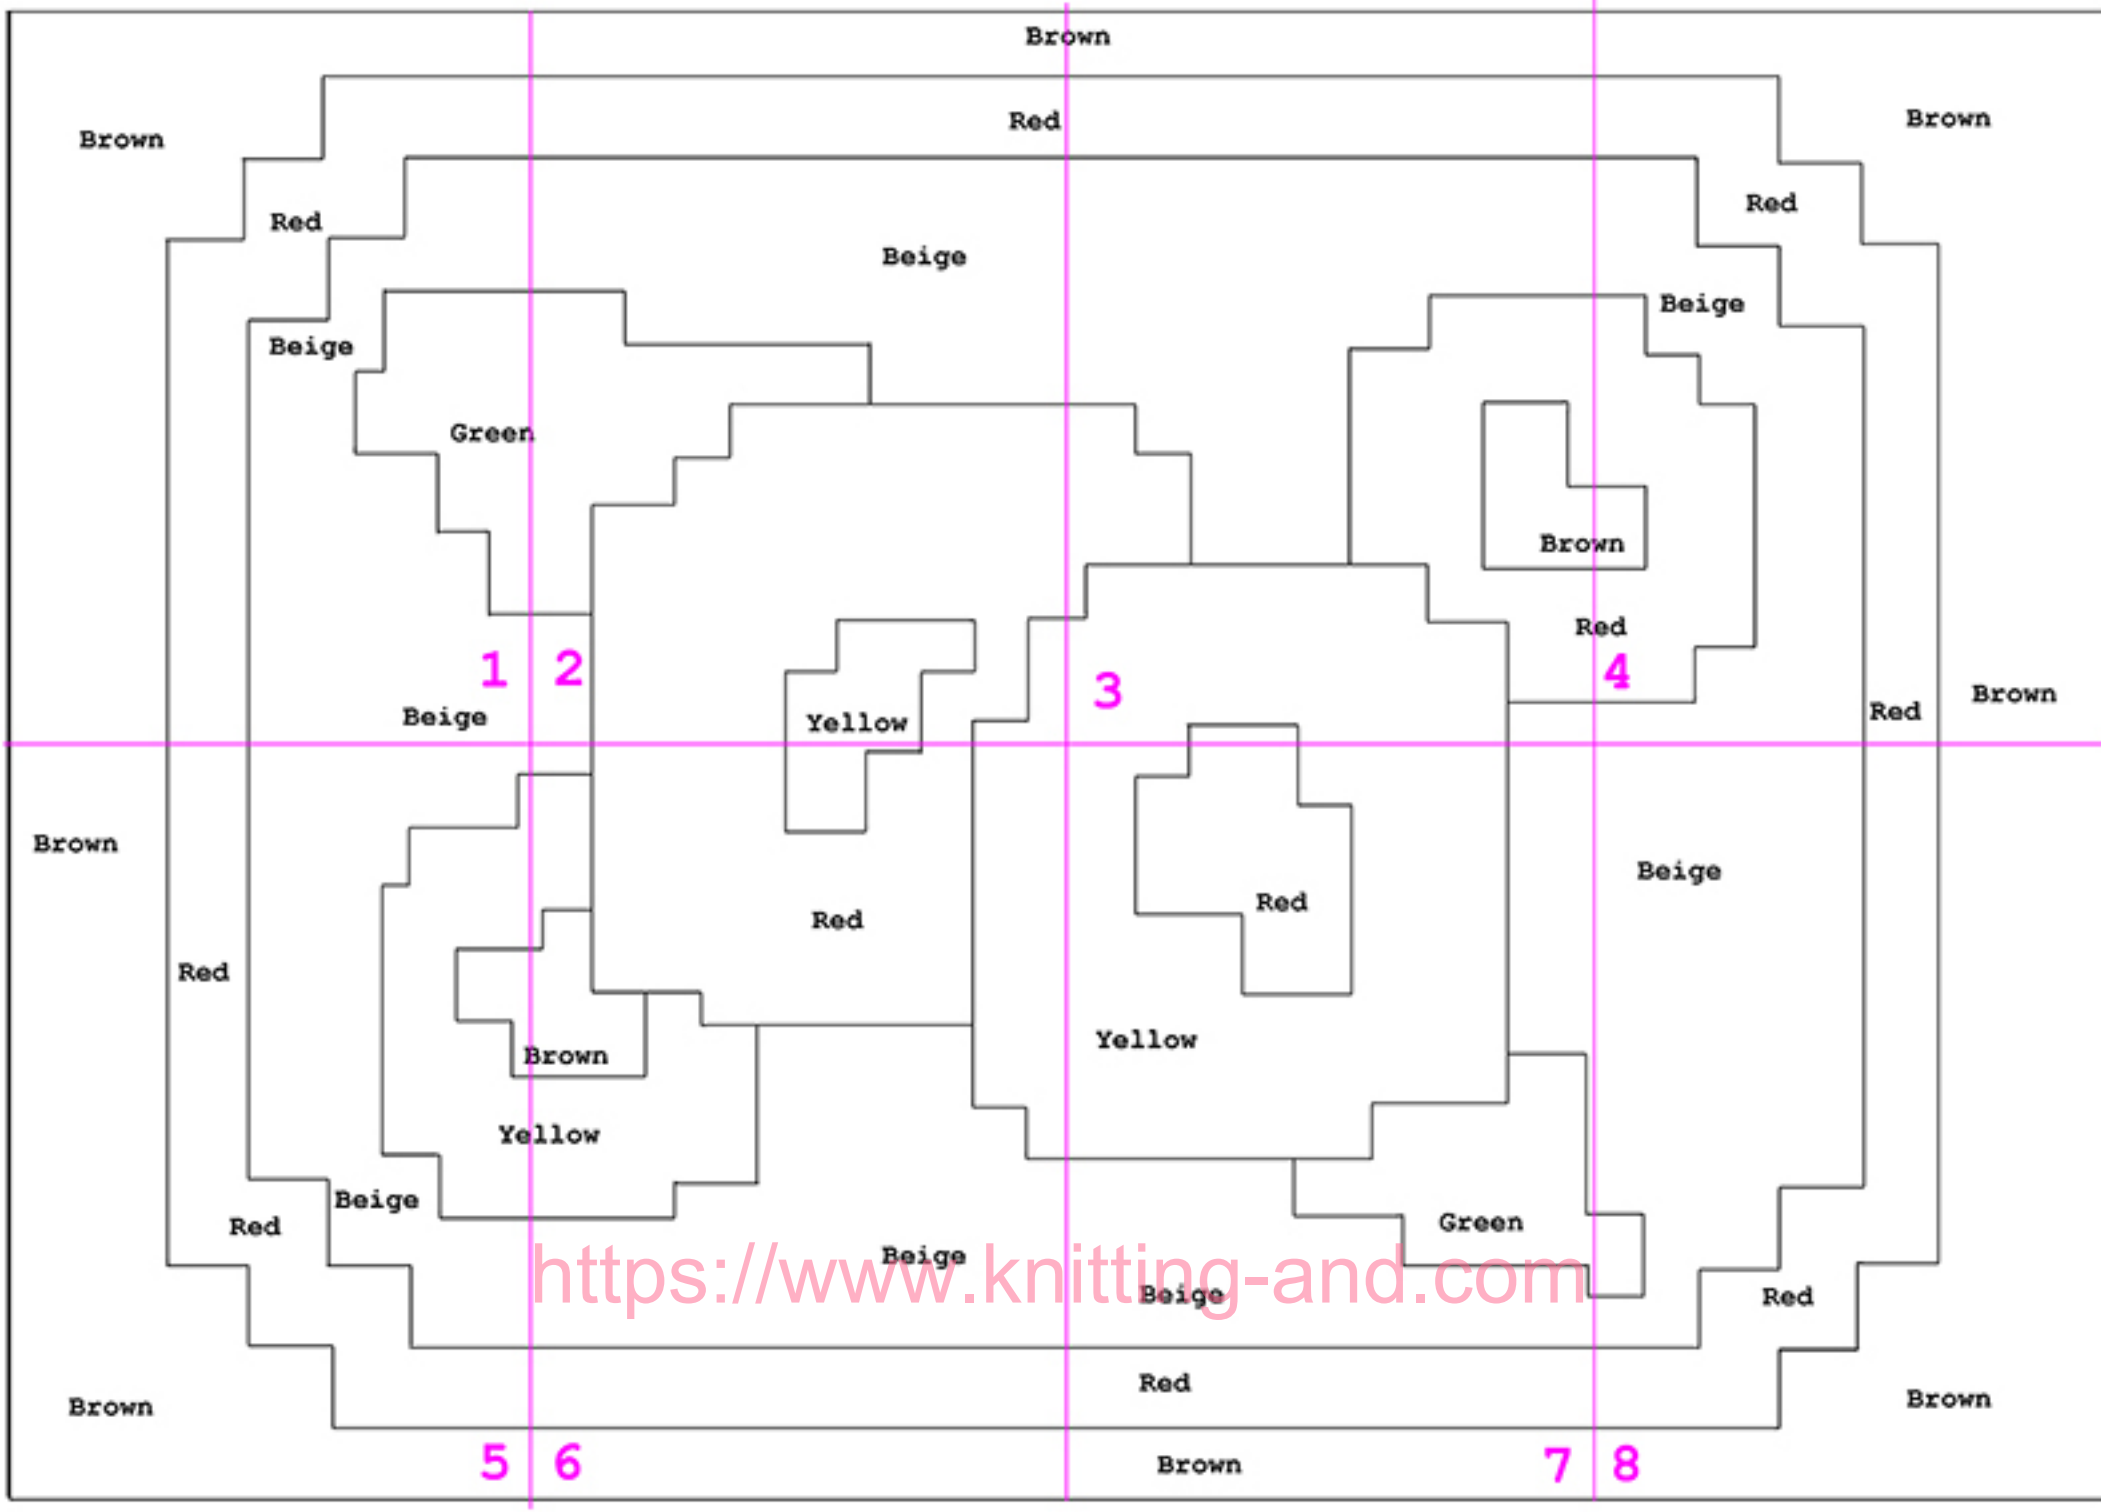 Brown
Brown
Red
Brown
Red
Red
Beige
Beige
Beige
Green
Brown
Red
1 2
3
4
Beige
Yellow
Red
Brown
Brown
Beige
Red
Red
Red
Yellow
Brown
Yellow
Beige
Red
Green
Beige
https://www.knitting-and.com
Beige
Red
Red
Brown
Brown
5 6
Brown
7 8